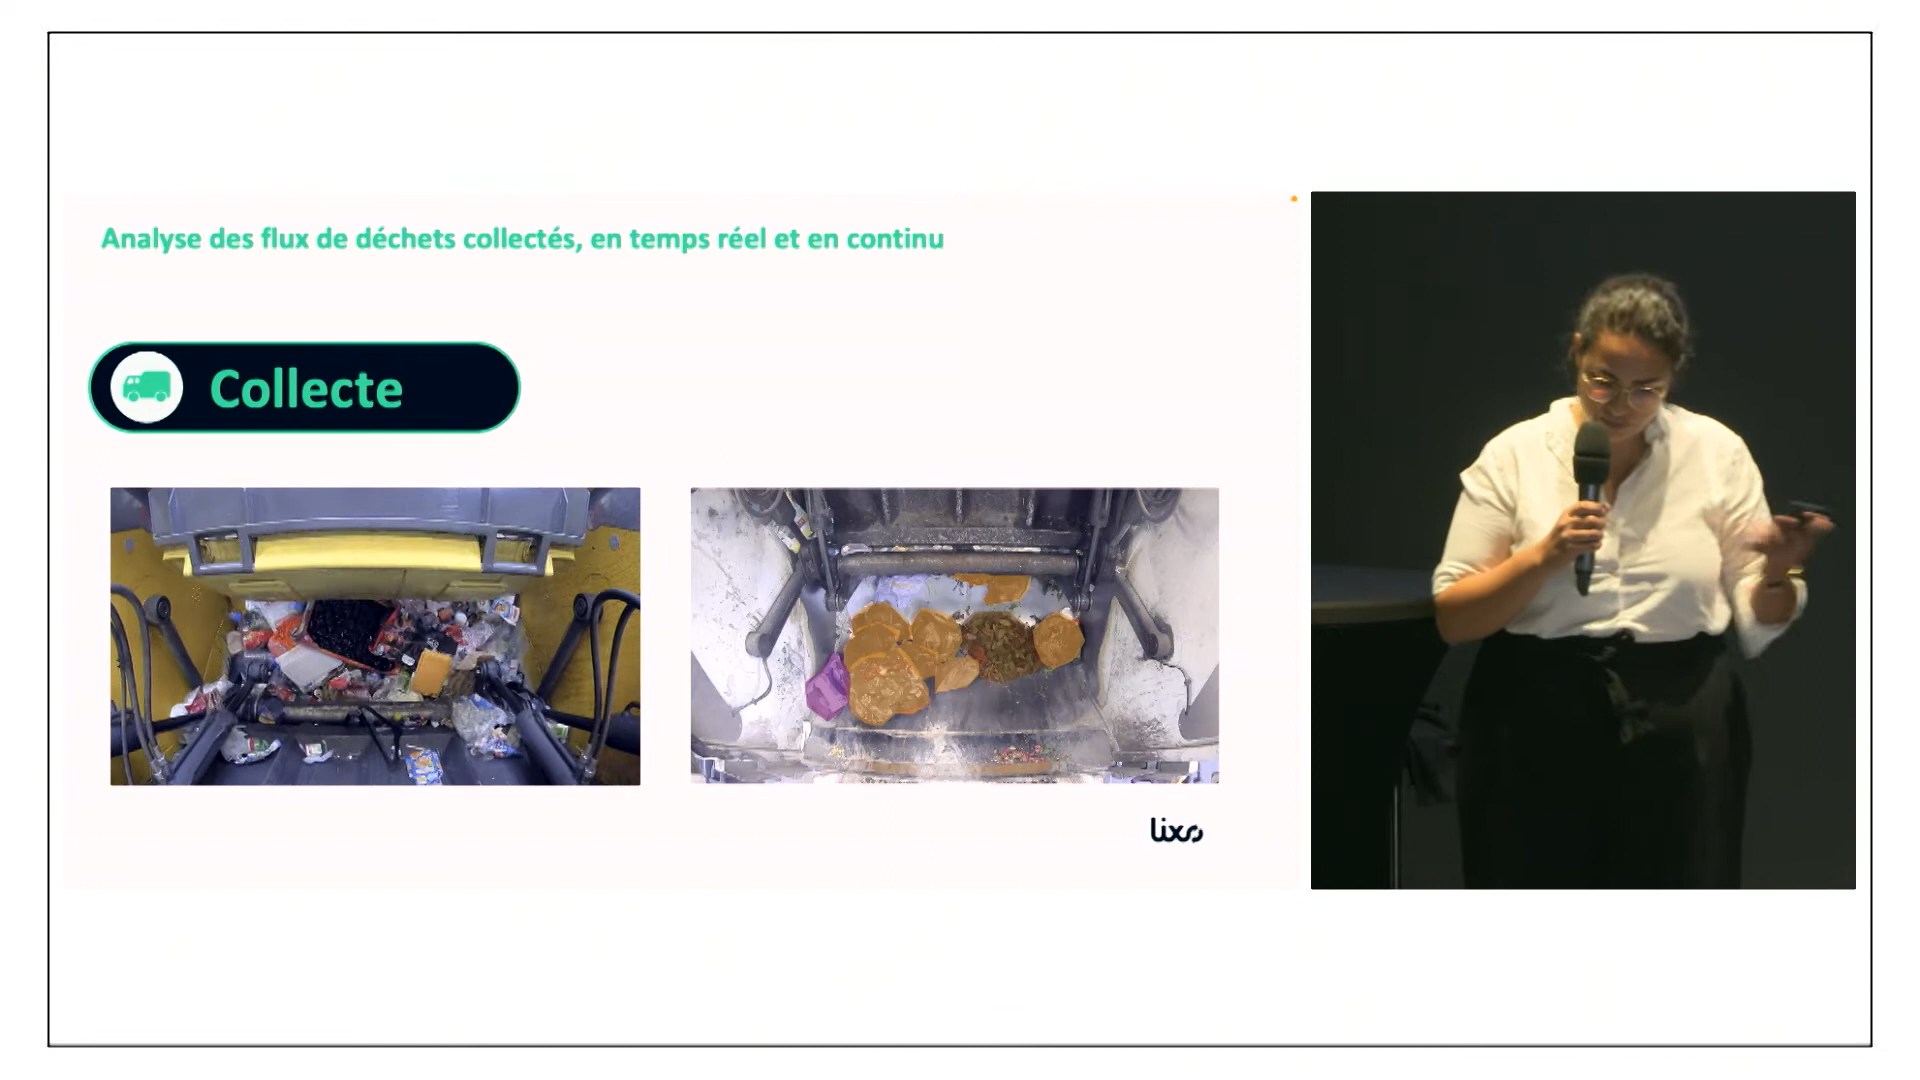 Analyse des flux de déchets collectés, en temps réel et en continu
Collecte
lixo